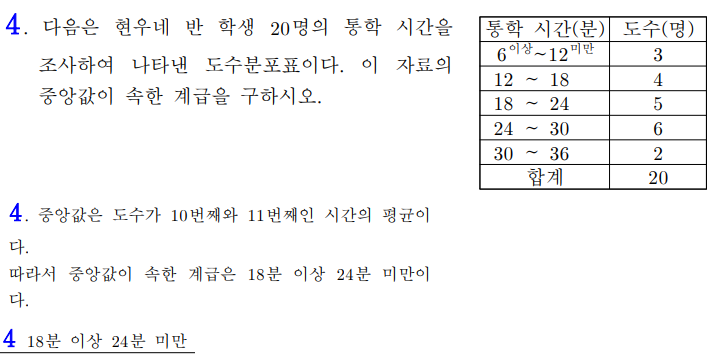 4. 다음은 현우네 반 학생 20명의 통학 시간을
조사하여 나타낸 도수분포표이다. 이 자료의
중앙값이 속한 계급을 구하시오.
통학 시간(분) 도수(명)
6이상~12미만 3
12 ~ 18 4
18 ~ 24 5
24 ~ 30 6
30 ~ 36 2
합계 20
4. 중앙값은 도수가 10번째와 11번째인 시간의 평균이
다.
따라서 중앙값이 속한 계급은 18분 이상 24분 미만이
다.
4 18분 이상 24분 미만